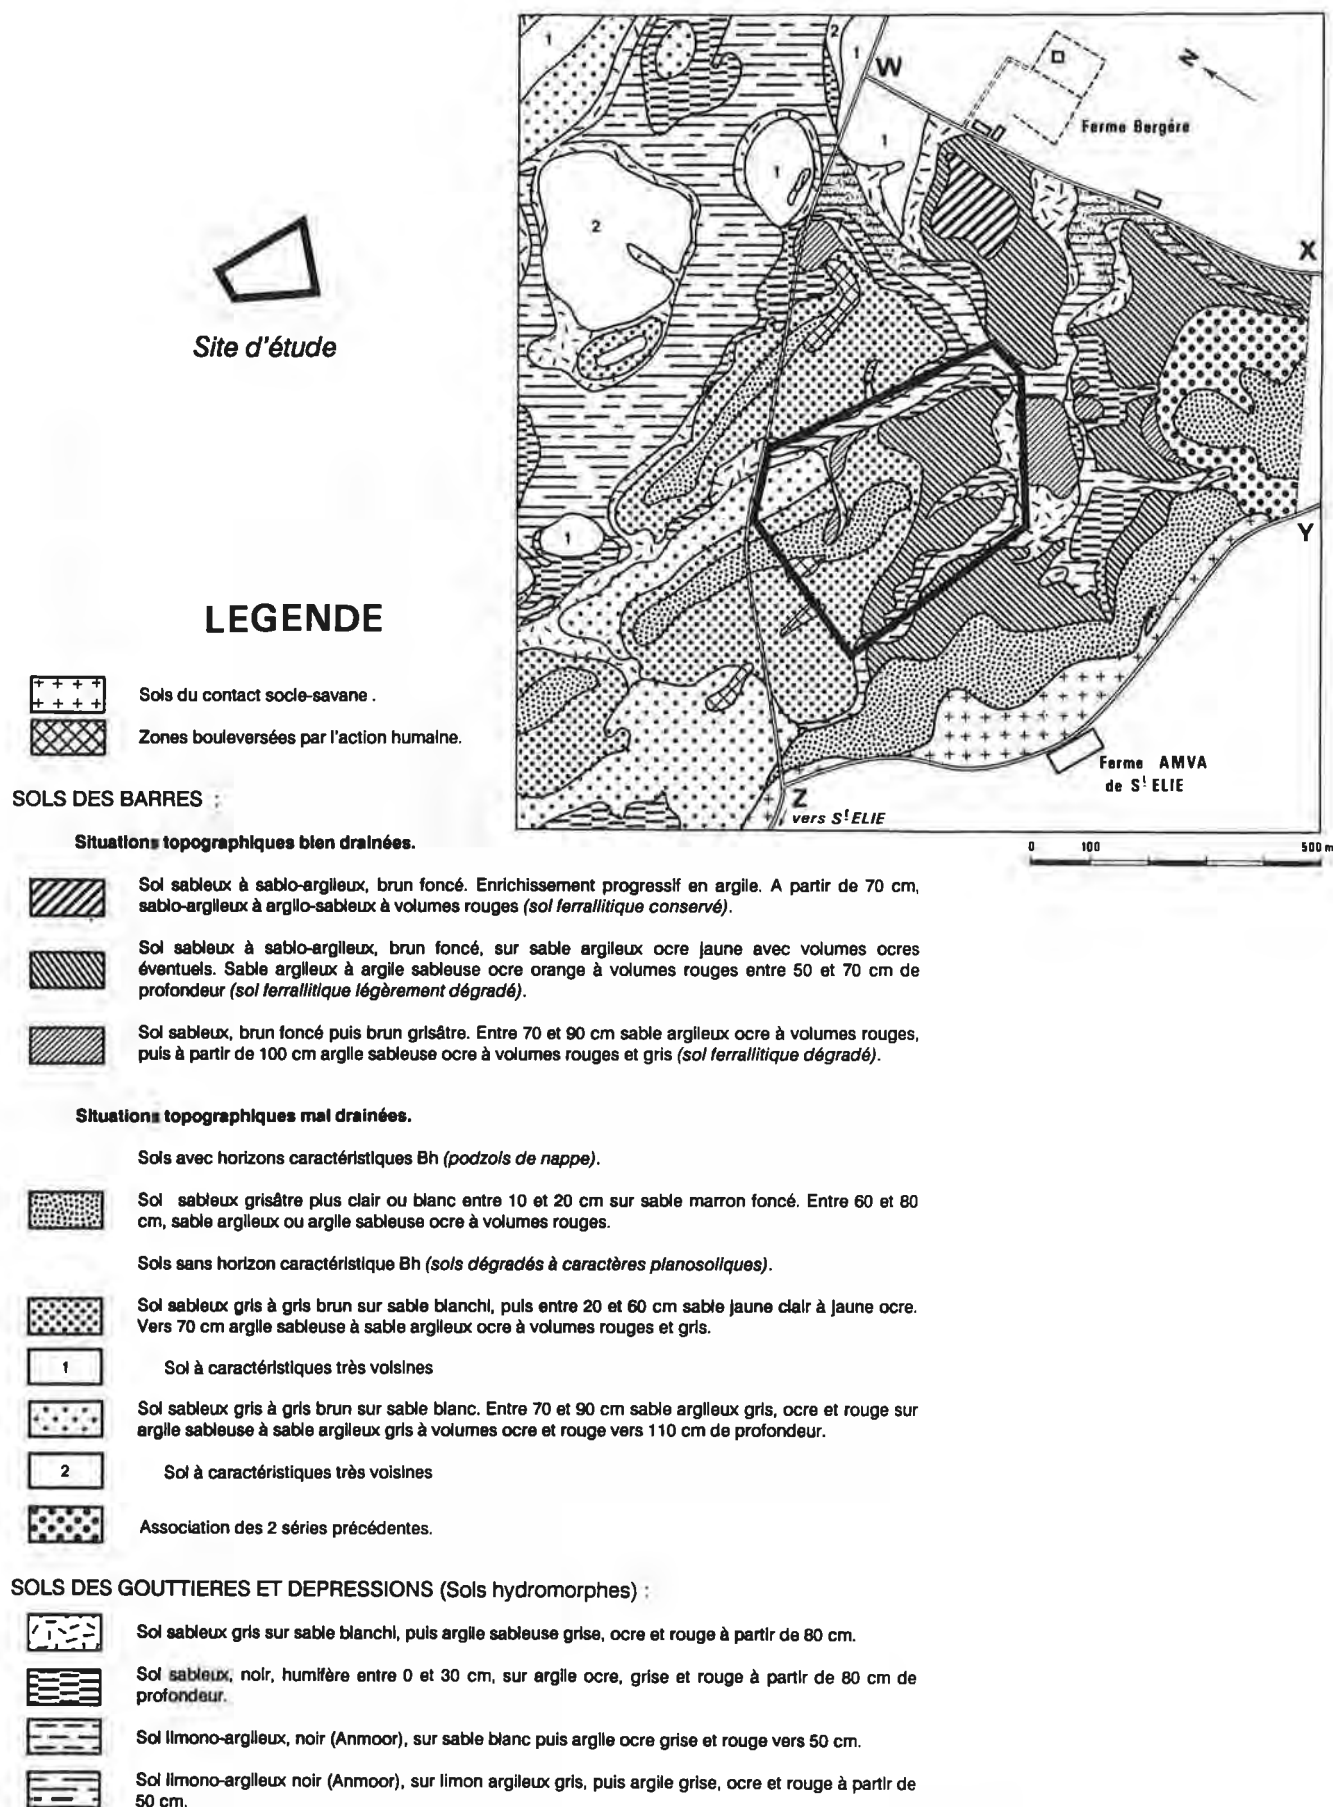 1
2
1
W
N
Ferme Bergère
1
1
2
X
Site d'étude
1
Y
LEGENDE
Sols du contact socle-savane .
Zones bouleversées par l'action humaine.
Ferme AMVA
de St ELIE
Z
vers St ELIE
0 100 500 m
SOLS DES BARRES :
Situations topographiques bien drainées.
Sol sableux à sablo-argileux, brun foncé. Enrichissement progressif en argile. A partir de 70 cm,
sablo-argileux à argilo-sableux à volumes rouges (sol ferrallitique conservé).
Sol sableux à sablo-argileux, brun foncé, sur sable argileux ocre jaune avec volumes ocres
éventuels. Sable argileux à argile sableuse ocre orange à volumes rouges entre 50 et 70 cm de
profondeur (sol ferrallitique légèrement dégradé).
Sol sableux, brun foncé puis brun grisâtre. Entre 70 et 90 cm sable argileux ocre à volumes rouges,
puis à partir de 100 cm argile sableuse ocre à volumes rouges et gris (sol ferrallitique dégradé).
Situations topographiques mal drainées.
Sols avec horizons caractéristiques Bh (podzols de nappe).
Sol sableux grisâtre plus clair ou blanc entre 10 et 20 cm sur sable marron foncé. Entre 60 et 80
cm, sable argileux ou argile sableuse ocre à volumes rouges.
Sols sans horizon caractéristique Bh (sols dégradés à caractères planosoliques).
Sol sableux gris à gris brun sur sable blanchi, puis entre 20 et 60 cm sable jaune clair à jaune ocre.
Vers 70 cm argile sableuse à sable argileux ocre à volumes rouges et gris.
1 Sol à caractéristiques très voisines
Sol sableux gris à gris brun sur sable blanc. Entre 70 et 90 cm sable argileux gris, ocre et rouge sur
argile sableuse à sable argileux gris à volumes ocre et rouge vers 110 cm de profondeur.
2 Sol à caractéristiques très voisines
Association des 2 séries précédentes.
SOLS DES GOUTTIERES ET DEPRESSIONS (Sols hydromorphes) :
Sol sableux gris sur sable blanchi, puis argile sableuse grise, ocre et rouge à partir de 80 cm.
Sol sableux, noir, humifère entre 0 et 30 cm, sur argile ocre, grise et rouge à partir de 80 cm de
profondeur.
Sol limono-argileux, noir (Anmoor), sur sable blanc puis argile ocre grise et rouge vers 50 cm.
Sol limono-argileux noir (Anmoor), sur limon argileux gris, puis argile grise, ocre et rouge à partir de
50 cm.